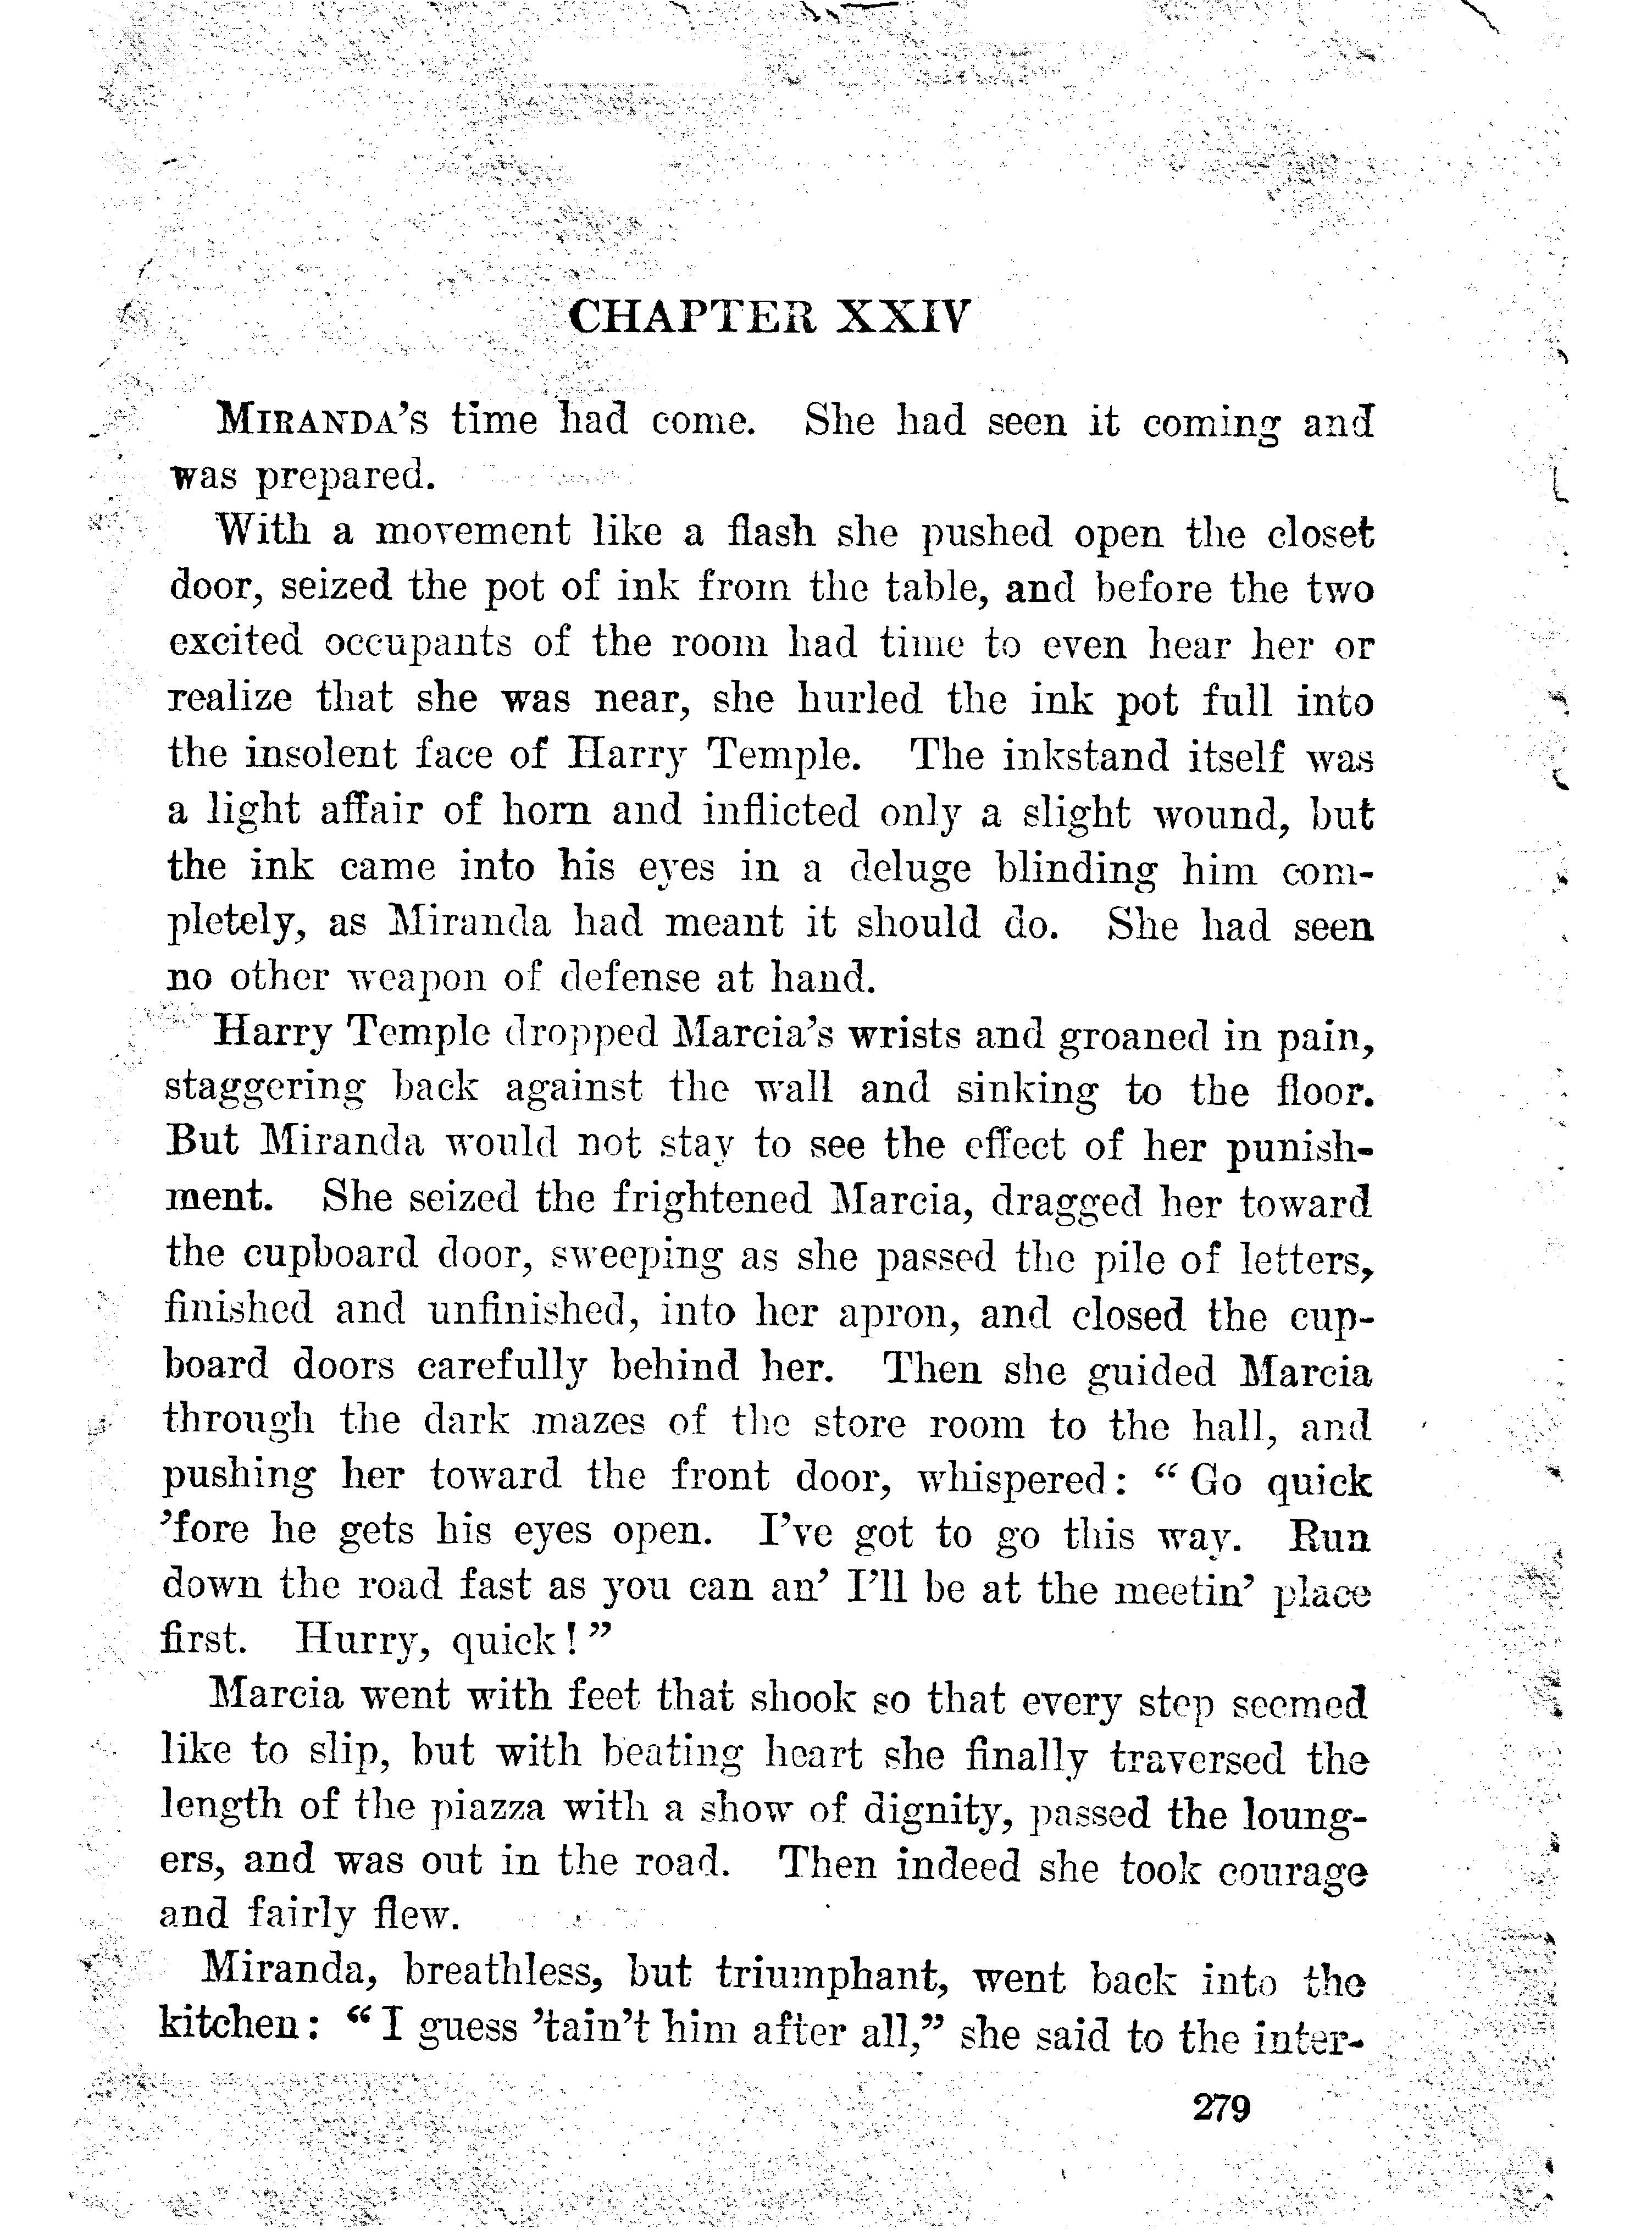 CHAPTER XXIV
MIRANDA'S time had come. She had seen it coming and
was prepared.
With a movement like a flash she pushed open the closet
door, seized the pot of ink from the table, and before the two
excited occupants of the room had time to even hear her or
realize that she was near, she hurled the ink pot full into
the insolent face of Harry Temple. The inkstand itself was
a light affair of horn and inflicted only a slight wound, but
the ink came into his eyes in a deluge blinding him com-
pletely, as Miranda had meant it should do. She had seen
no other weapon of defense at hand.
Harry Temple dropped Marcia's wrists and groaned in pain,
staggering back against the wall and sinking to the floor.
But Miranda would not stay to see the effect of her punish-
ment. She seized the frightened Marcia, dragged her toward
the cupboard door, sweeping as she passed the pile of letters,
finished and unfinished, into her apron, and closed the cup-
board doors carefully behind her. Then she guided Marcia
through the dark mazes of the store room to the hall, and
pushing her toward the front door, whispered: “Go quick
’fore he gets his eyes open. I’ve got to go this way. Run
down the road fast as you can an’ I’ll be at the meetin’ place
first. Hurry, quick!”
Marcia went with feet that shook so that every step seemed
like to slip, but with beating heart she finally traversed the
length of the piazza with a show of dignity, passed the loung-
ers, and was out in the road. Then indeed she took courage
and fairly flew.
Miranda, breathless, but triumphant, went back into the
kitchen: “I guess ’tain’t him after all,” she said to the inter-
279